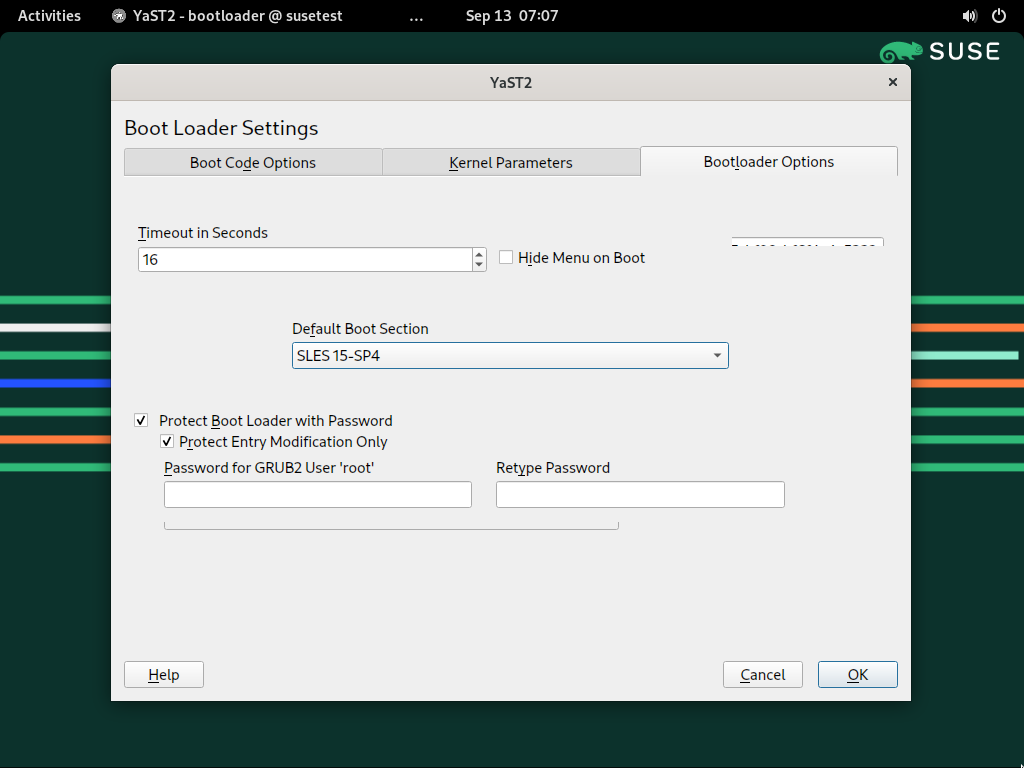 Activities
YaST2 - bootloader @ susetest
...
Sep 13 07:07
SUSE
YaST2
Boot Loader Settings
Boot Code Options
Kernel Parameters
Bootloader Options
Timeout in Seconds
16
Hide Menu on Boot
Default Boot Section
SLES 15-SP4
Protect Boot Loader with Password
Protect Entry Modification Only
Password for GRUB2 User 'root'
Retype Password
Help
Cancel
OK